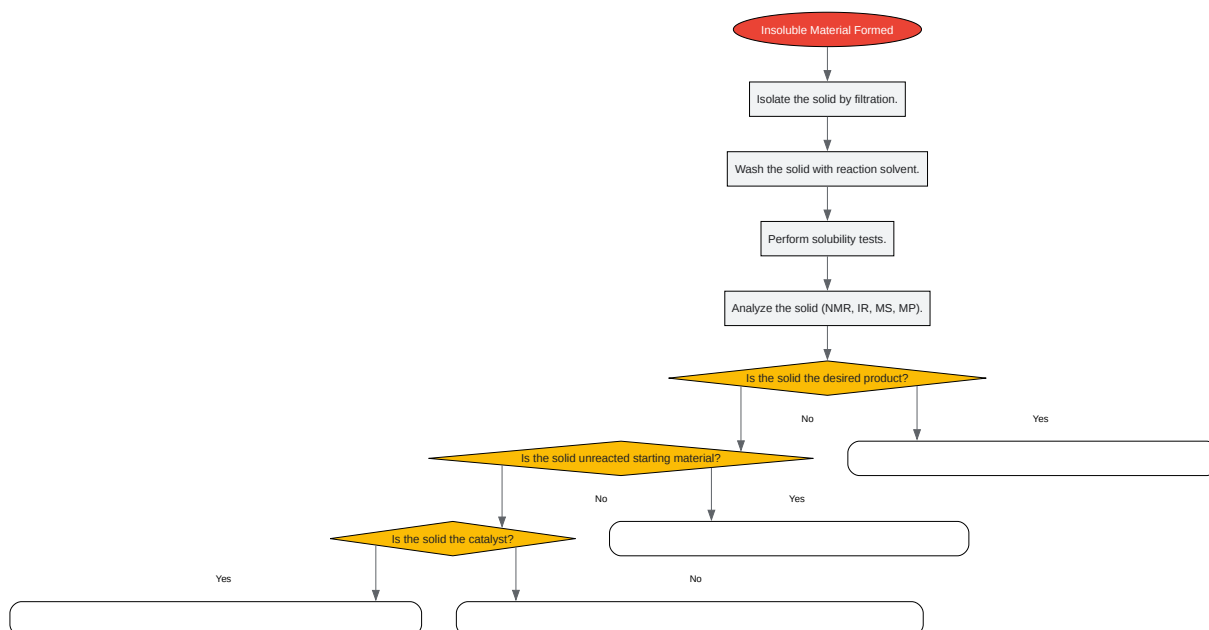 Insoluble Material Formed
Isolate the solid by filtration.
Wash the solid with reaction solvent.
Perform solubility tests.
Analyze the solid (NMR, IR, MS, MP).
Is the solid the desired product?
No
Yes
Is the solid unreacted starting material?
No
Yes
Is the solid the catalyst?
Yes
No